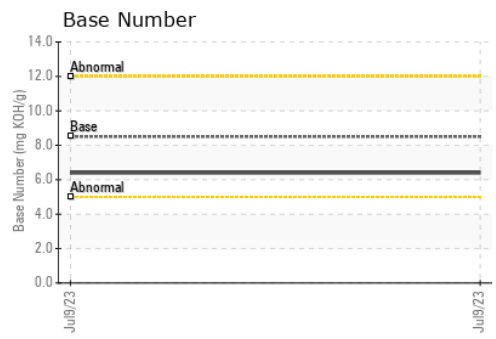 Base Number
14.0
Abnormal
12.0
10.0
Base
8.0
6.0
Abnormal
4.0
2.0
0.0
Base Number (mg KOH/g)
Jul9/23
Jul9/23